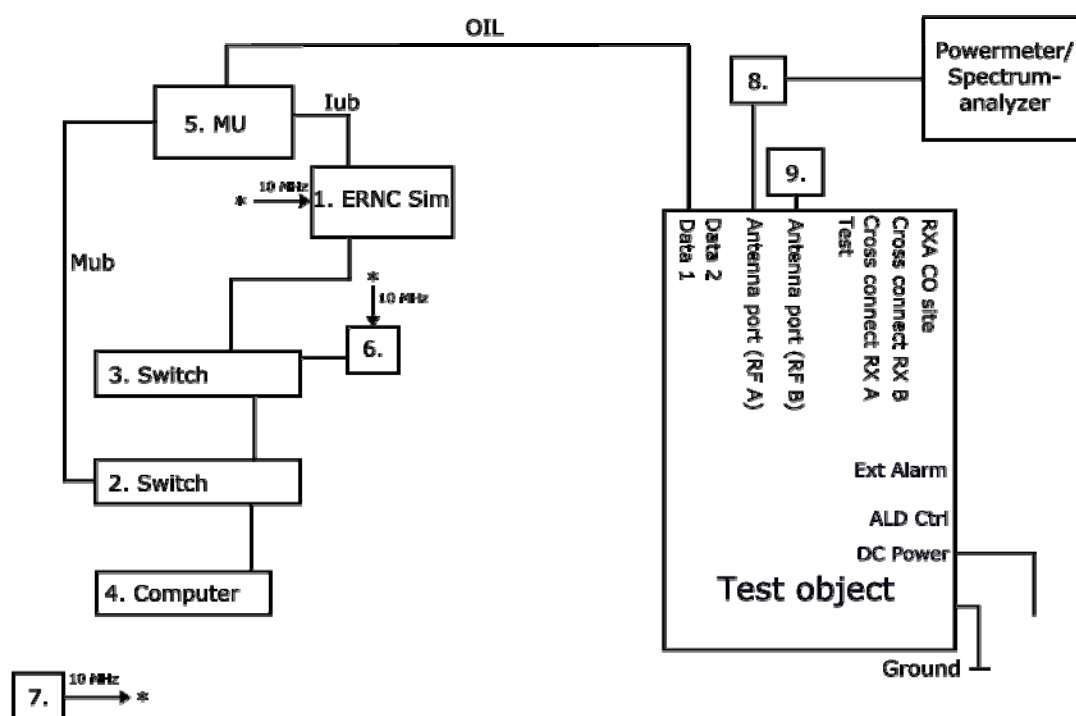 OIL
Powermeter/
Spectrum-
analyzer
8.
Iub
5. MU
9.
10 MHz
*
1. ERNC Sim
Data 1
Data 2
Antenna port (RF A)
Antenna port (RF B)
Test
Cross connect RX A
Cross connect RX B
RXA CO site
Mub
*
10 MHz
6.
3. Switch
2. Switch
Ext Alarm
ALD Ctrl
DC Power
4. Computer
Test object
Ground
7.
10 MHz
*